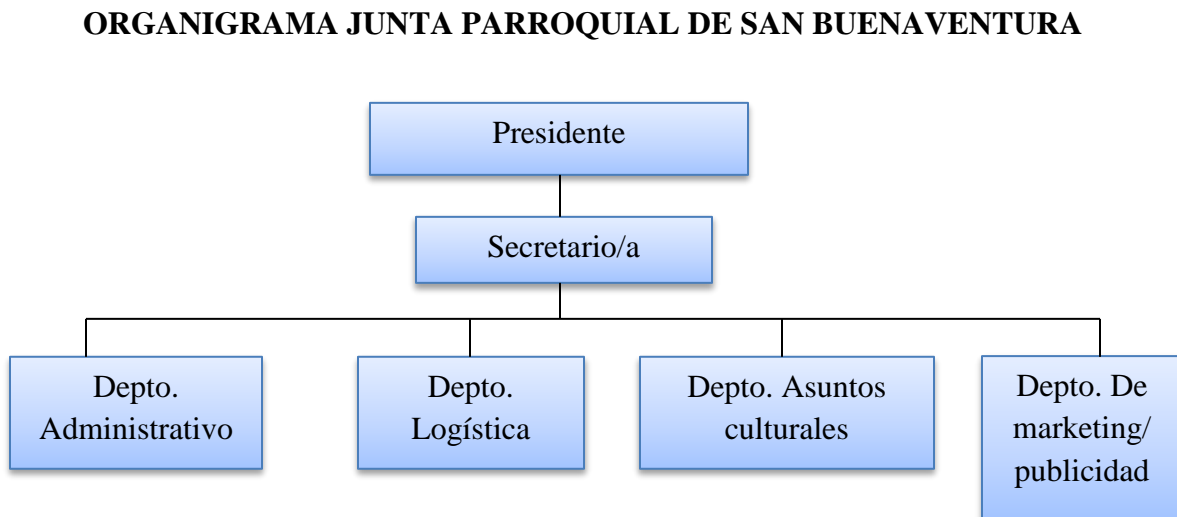 ORGANIGRAMA JUNTA PARROQUIAL DE SAN BUENAVENTURA
Presidente
Secretario/a
Depto.
Administrativo
Depto.
Logística
Depto. Asuntos
culturales
Depto. De
marketing/
publicidad